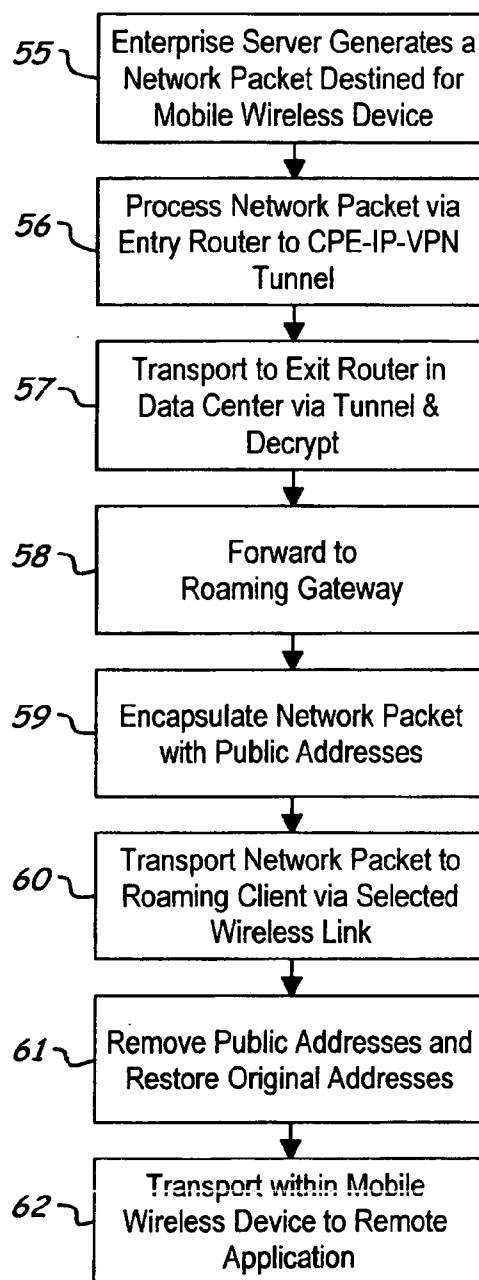 55
Enterprise Server Generates a
Network Packet Destined for
Mobile Wireless Device
56
Process Network Packet via
Entry Router to CPE-IP-VPN
Tunnel
57
Transport to Exit Router in
Data Center via Tunnel &
Decrypt
58
Forward to
Roaming Gateway
59
Encapsulate Network Packet
with Public Addresses
60
Transport Network Packet to
Roaming Client via Selected
Wireless Link
61
Remove Public Addresses and
Restore Original Addresses
62
Transport within Mobile
Wireless Device to Remote
Application